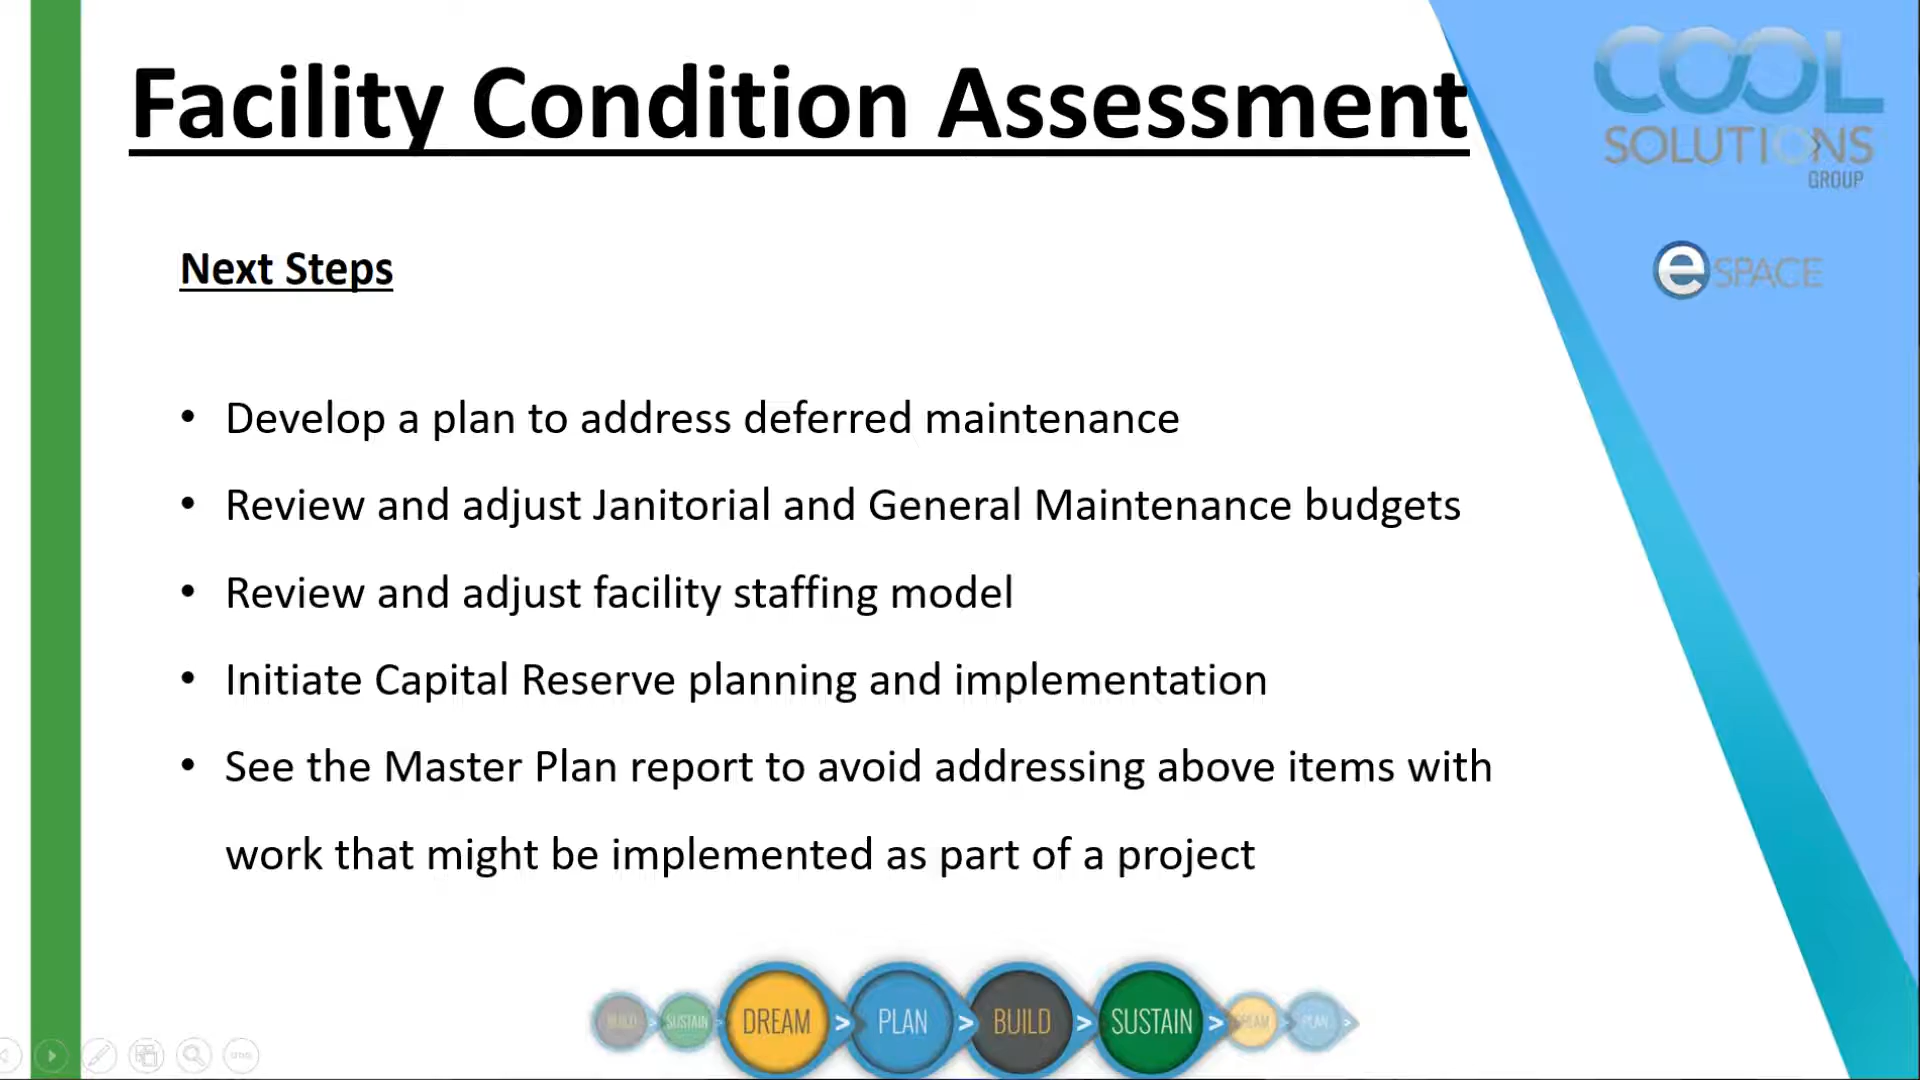 Facility Condition Assessment
COOL
SOLUTIONS
GROUP
eSPACE
Next Steps
• Develop a plan to address deferred maintenance
• Review and adjust Janitorial and General Maintenance budgets
• Review and adjust facility staffing model
• Initiate Capital Reserve planning and implementation
• See the Master Plan report to avoid addressing above items with
work that might be implemented as part of a project
BUILD > SUSTAIN > DREAM > PLAN > BUILD > SUSTAIN > DREAM > PLAN >